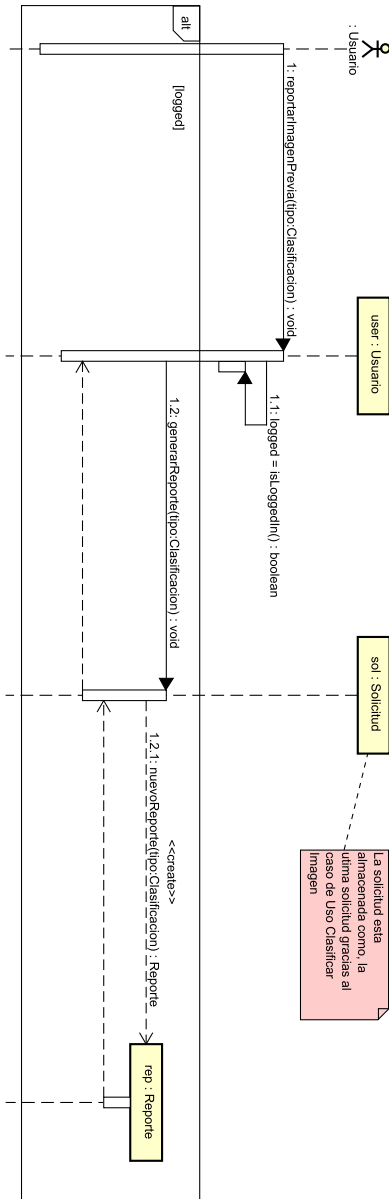 : Usuario
user : Usuario
sol : Solicitud
La solicitud esta
almacenada como, la
utima solicitud gracias al
caso de Uso Clasificar
Imagen
1: reportarImagenPrevia(tipo:Clasificacion) : void
1.1: logged = isLoggedIn() : boolean
alt
[logged]
1.2: generarReporte(tipo:Clasificacion) : void
<<create>>
1.2.1: nuevoReporte(tipo:Clasificacion) : Reporte
rep : Reporte